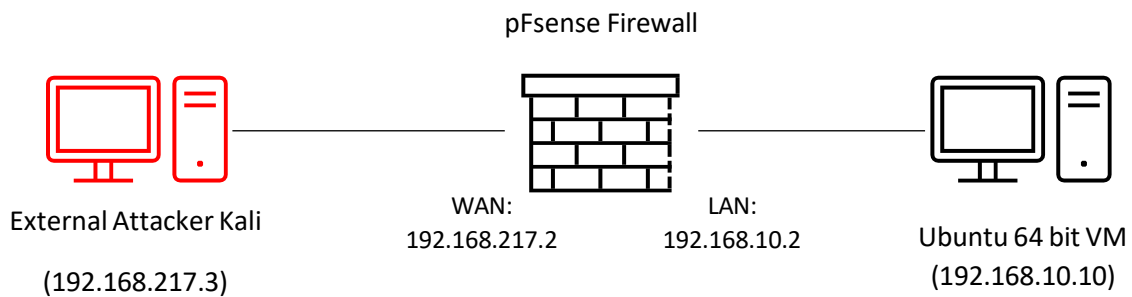 pFsense Firewall
External Attacker Kali
(192.168.217.3)
WAN:
192.168.217.2
LAN:
192.168.10.2
Ubuntu 64 bit VM
(192.168.10.10)